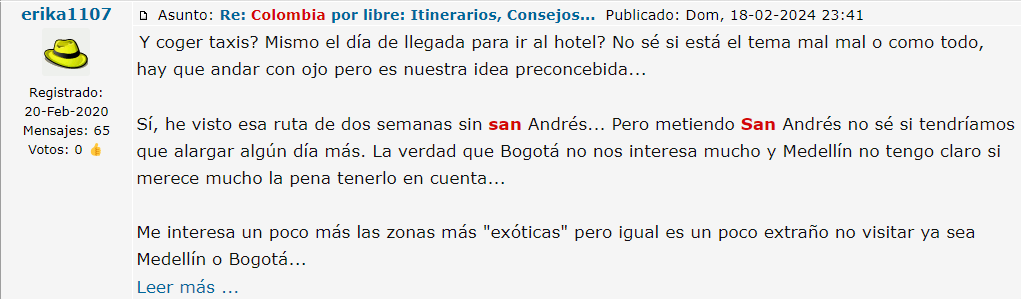 erika1107
Asunto: Re: Colombia por libre: Itinerarios, Consejos... Publicado: Dom, 18-02-2024 23:41
Registrado:
20-Feb-2020
Mensajes: 65
Votos: 0
Y coger taxis? Mismo el día de llegada para ir al hotel? No sé si está el tema mal mal o como todo,
hay que andar con ojo pero es nuestra idea preconcebida...
Sí, he visto esa ruta de dos semanas sin san Andrés... Pero metiendo San Andrés no sé si tendríamos
que alargar algún día más. La verdad que Bogotá no nos interesa mucho y Medellín no tengo claro si
merece mucho la pena tenerlo en cuenta...
Me interesa un poco más las zonas más "exóticas" pero igual es un poco extraño no visitar ya sea
Medellín o Bogotá...
Leer más ...